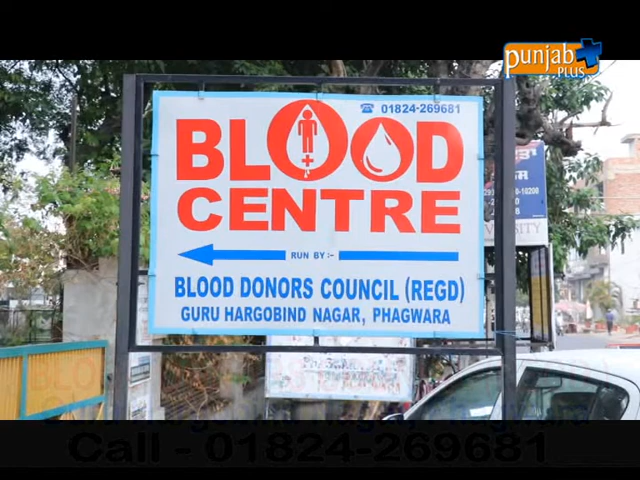 punjab
PLUS
☎ 01824-269681
BLOOD
CENTRE
RUN BY :-
BLOOD DONORS COUNCIL (REGD)
GURU HARGOBIND NAGAR, PHAGWARA
Call - 01824-269681